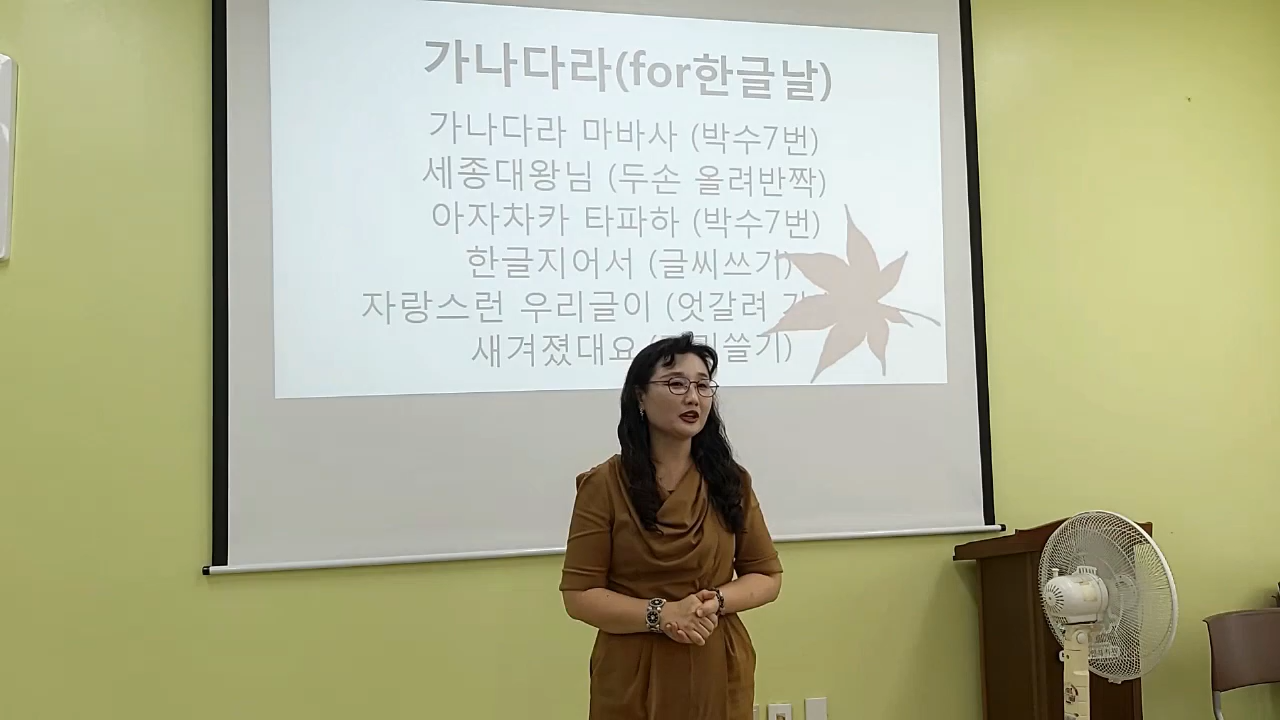 가나다라(for한글날)
가나다라 마바사 (박수7번)
세종대왕님 (두손 올려반짝)
아자차카 타파하 (박수7번)
한글지어서 (글씨쓰기)
자랑스런 우리글이 (엇갈려
새겨졌대요